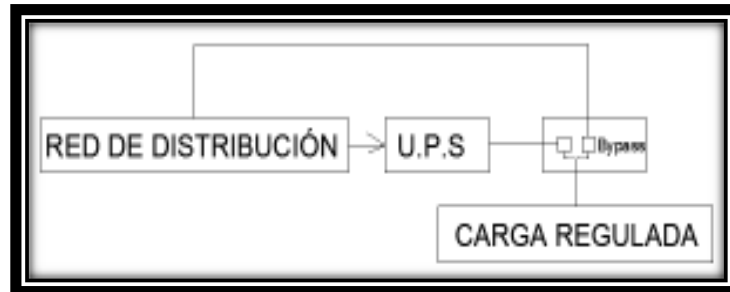 RED DE DISTRIBUCIÓN
U.P.S
Bypass
CARGA REGULADA